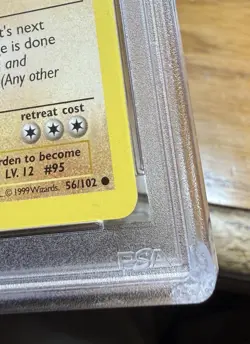 's next
e is done
and
(Any other
retreat cost
rden to become
LV. 12 #95
© 1999 Wizards. 56/102
PSA